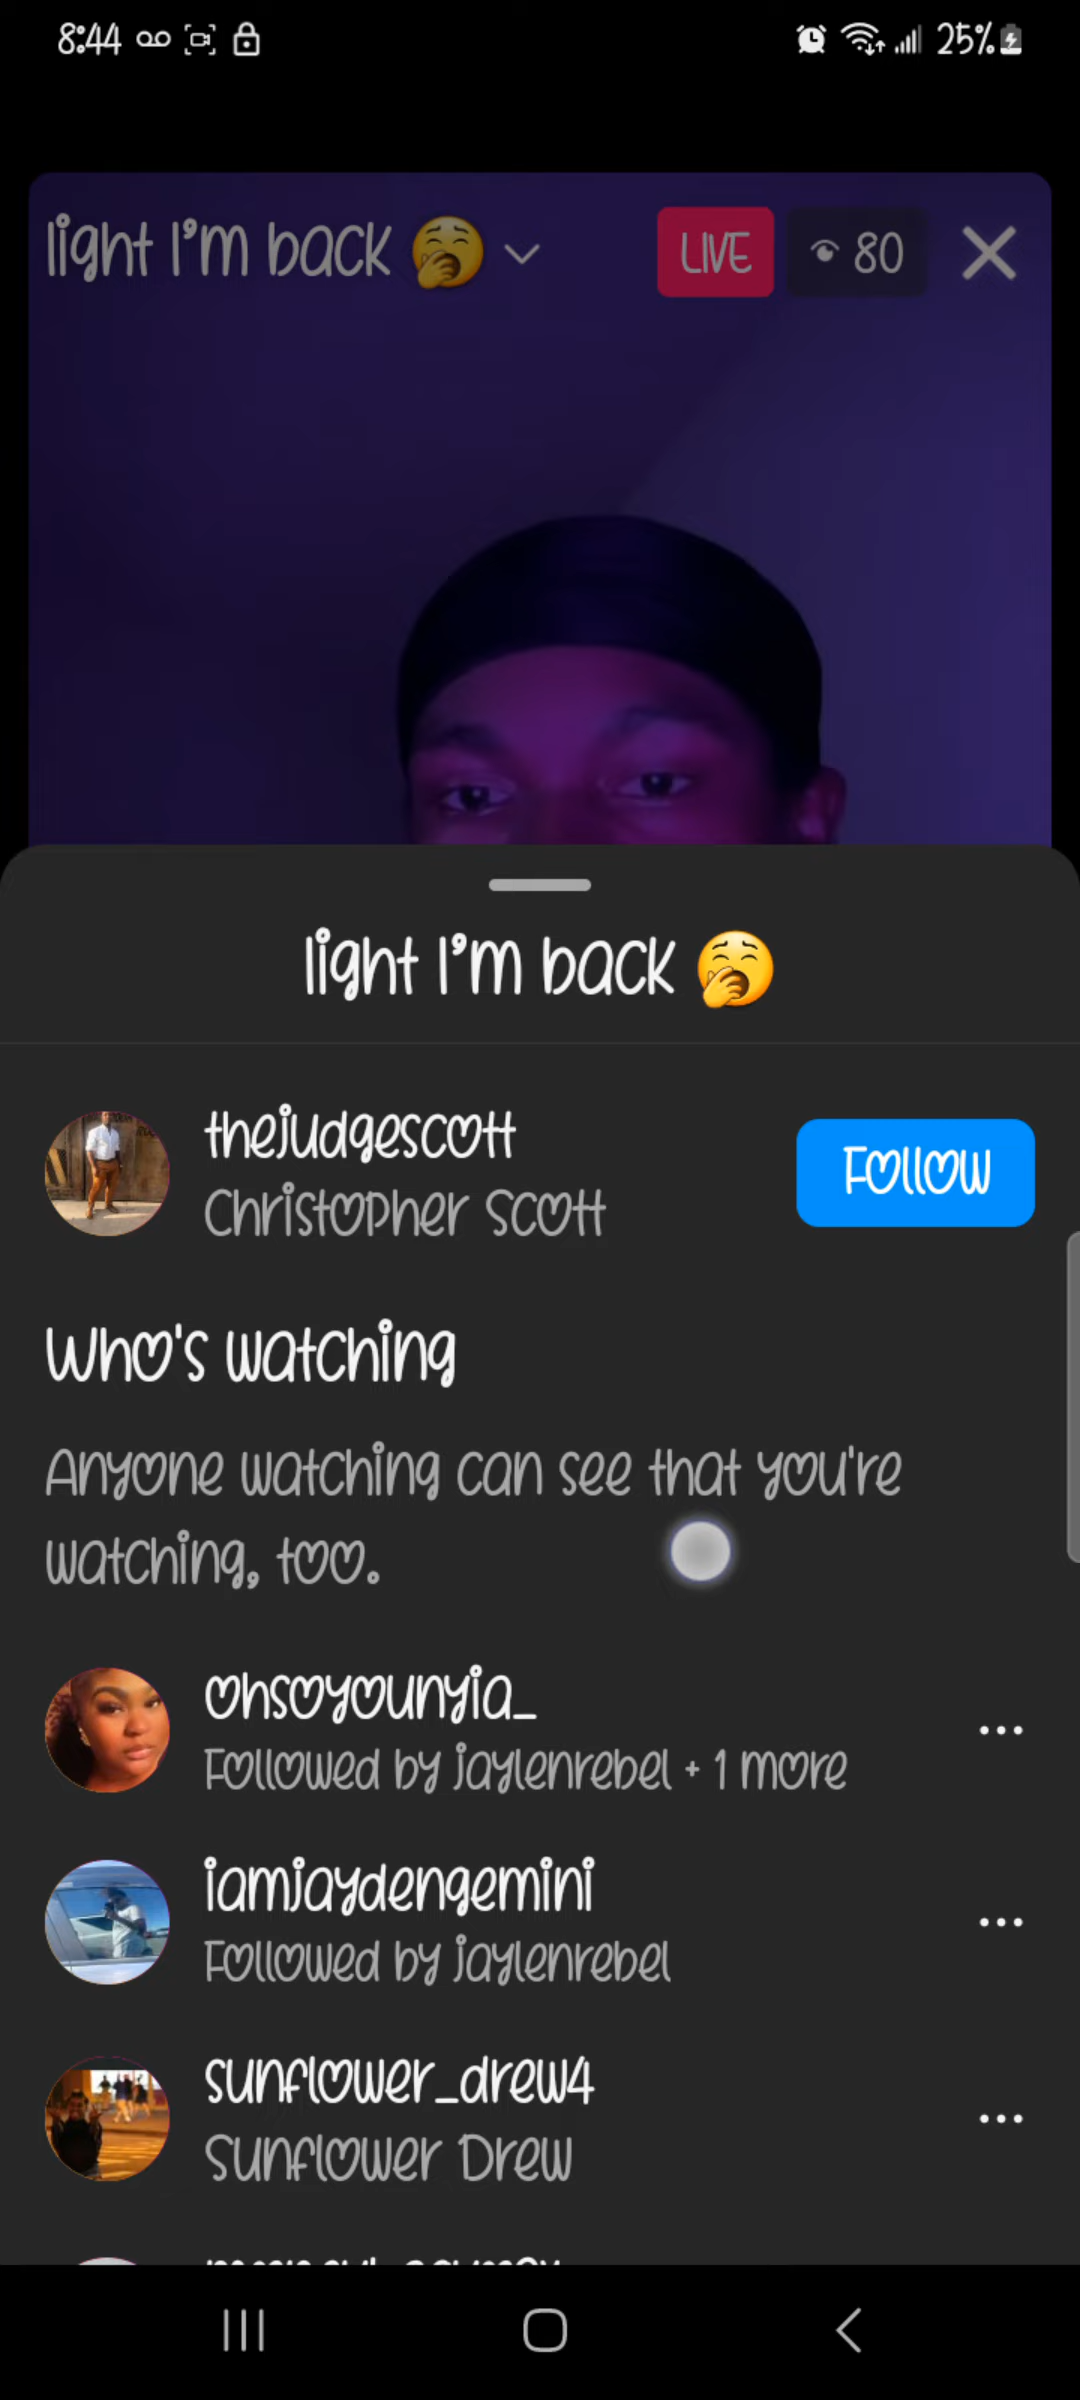 8:44
25%
light I'm back 🥱
LIVE
80
light I'm back 🥱
thejudgescott
Follow
Christopher Scott
Who's watching
Anyone watching can see that you're
watching, too.
ohsoyounyia_
Followed by jaylenrebel + 1 more
iamjaydengemini
Followed by jaylenrebel
sunflower_drew4
Sunflower Drew